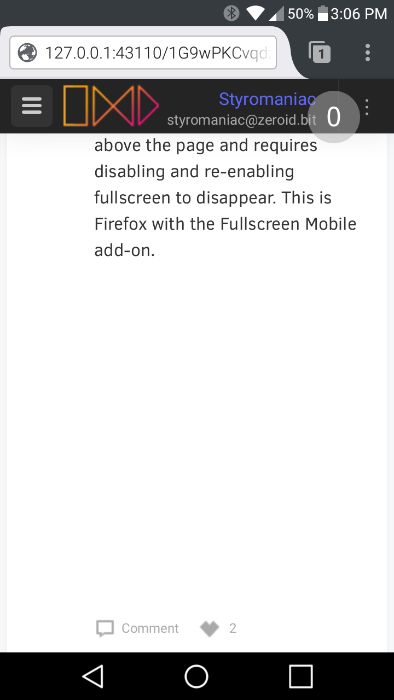 50% 3:06 PM
127.0.0.1:43110/1G9wPKCvqd
1
Styromaniac
styromaniac@zeroid.bit
0
above the page and requires
disabling and re-enabling
fullscreen to disappear. This is
Firefox with the Fullscreen Mobile
add-on.
Comment 2